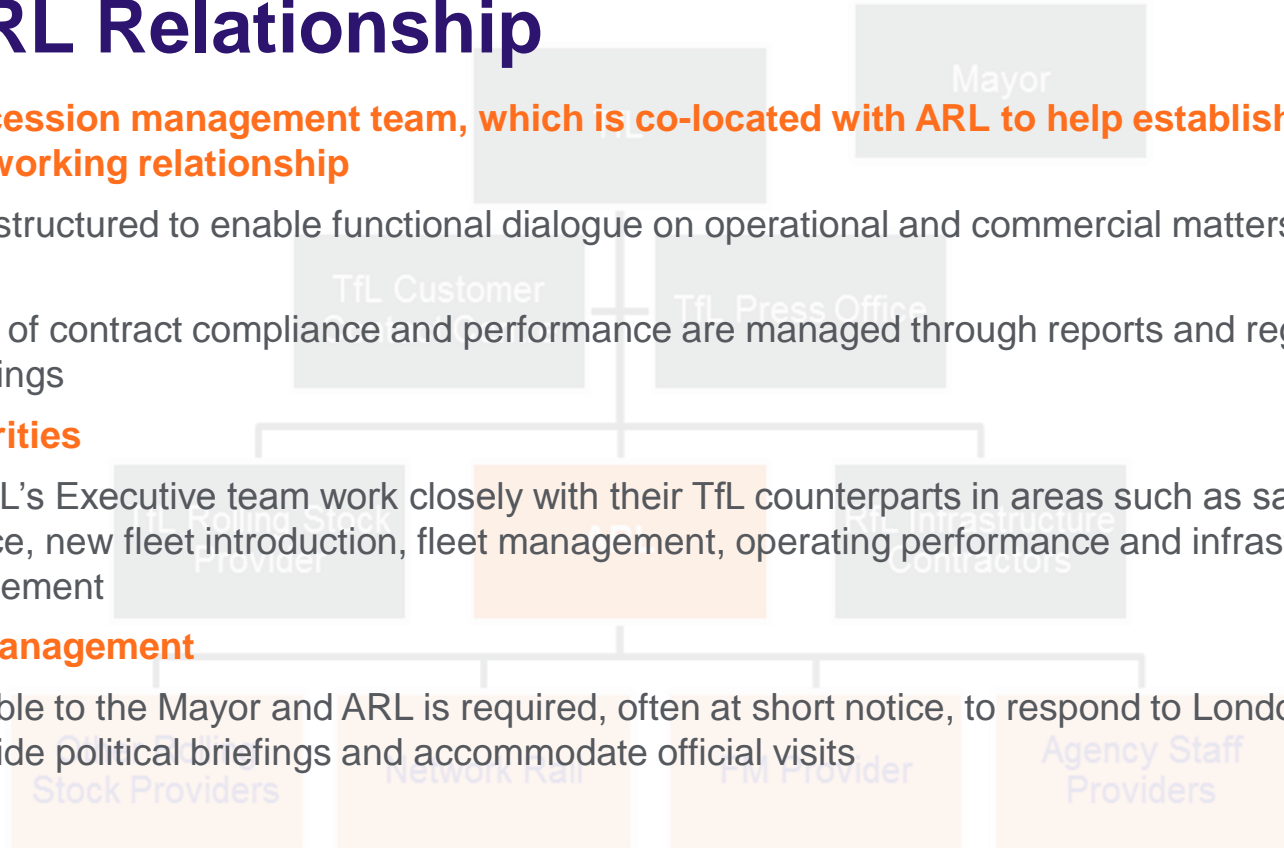 RL Relationship
cession management team, which is co-located with ARL to help establish
working relationship
structured to enable functional dialogue on operational and commercial matters
of contract compliance and performance are managed through reports and reg
ings
rities
L's Executive team work closely with their TfL counterparts in areas such as sa
ce, new fleet introduction, fleet management, operating performance and infras
ement
anagement
ble to the Mayor and ARL is required, often at short notice, to respond to Londo
ide political briefings and accommodate official visits
Mayor
TfL Customer
TfL Press Office
Rolling Stock
Provider
ARL
RfL Infrastructure
Contractors
Other Rolling
Stock Providers
Network Rail
FM Provider
Agency Staff
Providers